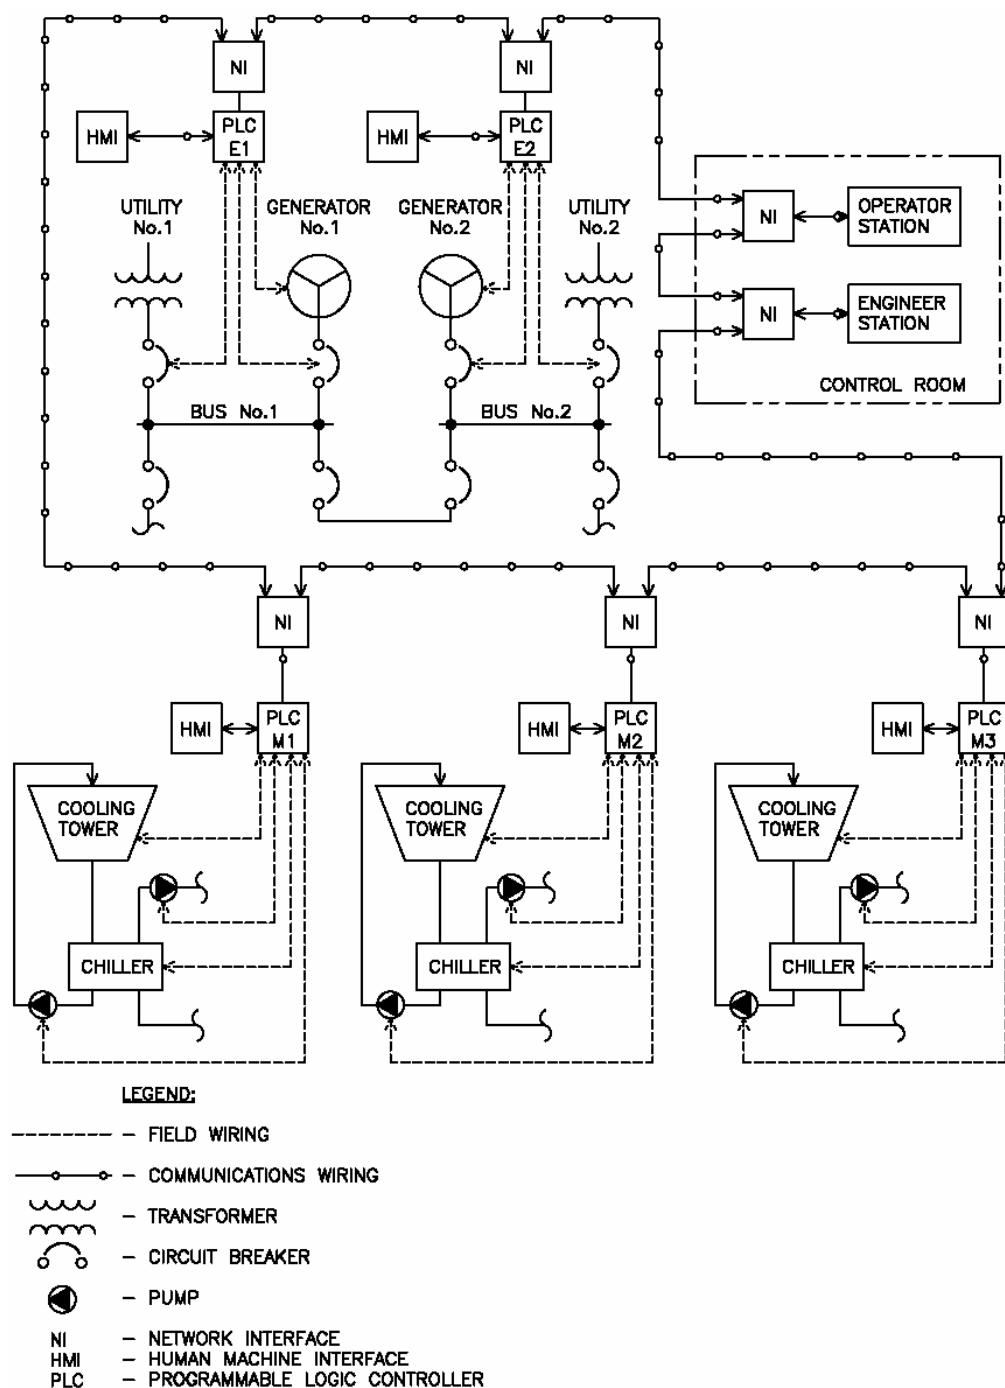 NI
NI
HMI
PLC
E1
HMI
PLC
E2
UTILITY
No.1
GENERATOR
No.1
GENERATOR
No.2
UTILITY
No.2
NI
OPERATOR
STATION
NI
ENGINEER
STATION
CONTROL ROOM
BUS No.1
BUS No.2
NI
NI
NI
HMI
PLC
M1
HMI
PLC
M2
HMI
PLC
M3
COOLING
TOWER
COOLING
TOWER
COOLING
TOWER
CHILLER
CHILLER
CHILLER
LEGEND:
– FIELD WIRING
– COMMUNICATIONS WIRING
– TRANSFORMER
– CIRCUIT BREAKER
– PUMP
NI – NETWORK INTERFACE
HMI – HUMAN MACHINE INTERFACE
PLC – PROGRAMMABLE LOGIC CONTROLLER